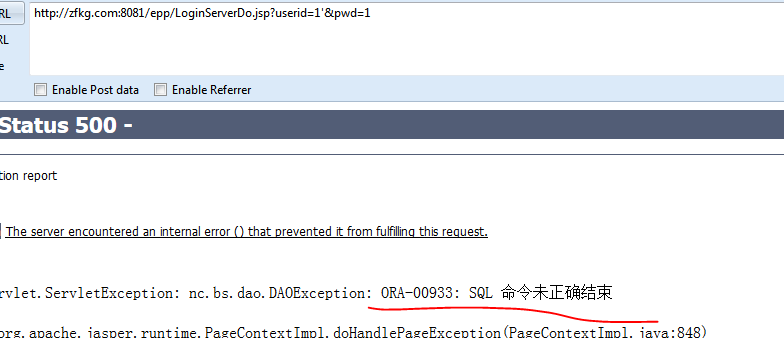 RL
http://zfkg.com:8081/epp/LoginServerDo.jsp?userid=1'&pwd=1
RL
e
Enable Post data Enable Referrer
Status 500 -
tion report
The server encountered an internal error () that prevented it from fulfilling this request.
rvlet.ServletException: nc.bs.dao.DAOException: ORA-00933: SQL 命令未正确结束
org.apache.jasper.runtime.PageContextImpl.doHandlePageException(PageContextImpl.java:848)